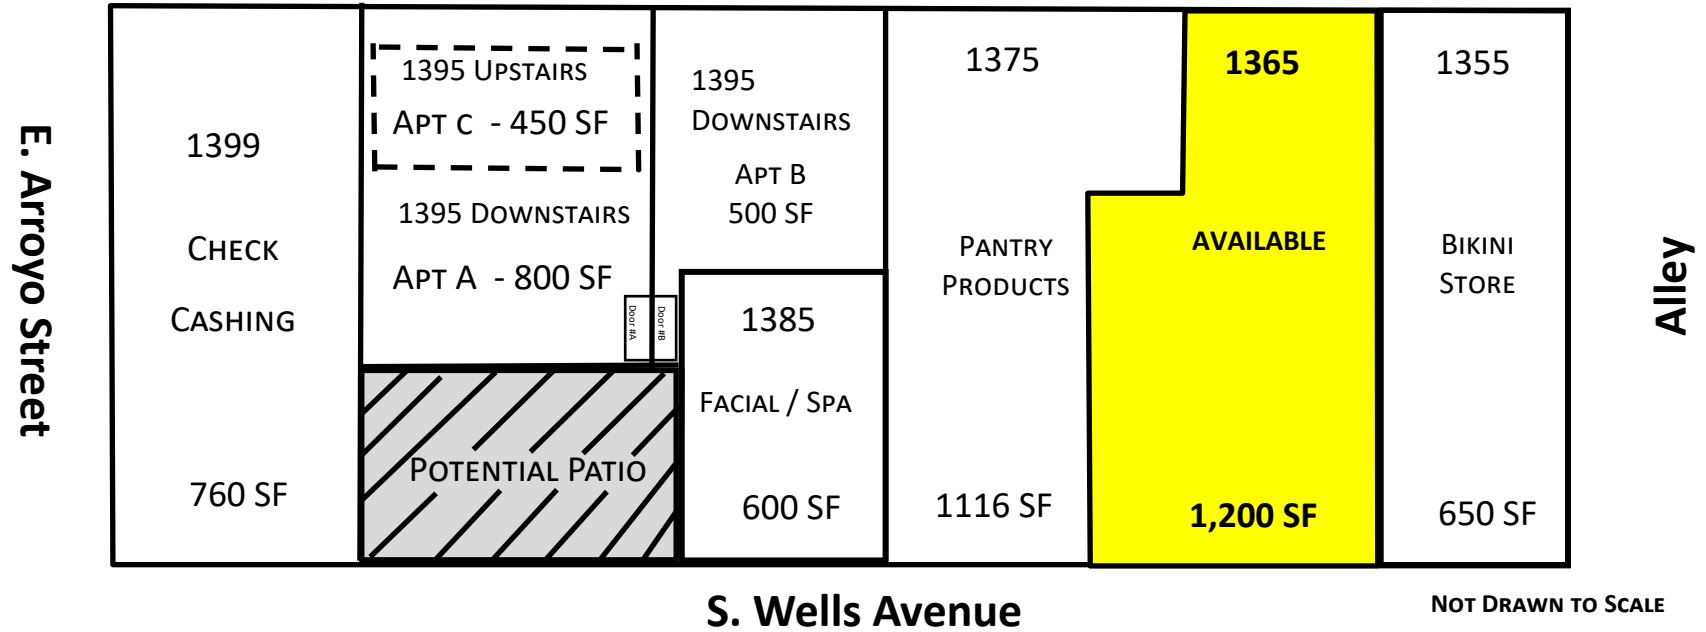 E. Arroyo Street
1399
CHECK
CASHING
760 SF
1395 UPSTAIRS
APT C - 450 SF
1395 DOWNSTAIRS
APT A - 800 SF
Door #A
Door #B
POTENTIAL PATIO
1395
DOWNSTAIRS
APT B
500 SF
1385
FACIAL / SPA
600 SF
1375
PANTRY
PRODUCTS
1116 SF
1365
AVAILABLE
1,200 SF
1355
BIKINI
STORE
650 SF
Alley
S. Wells Avenue
NOT DRAWN TO SCALE